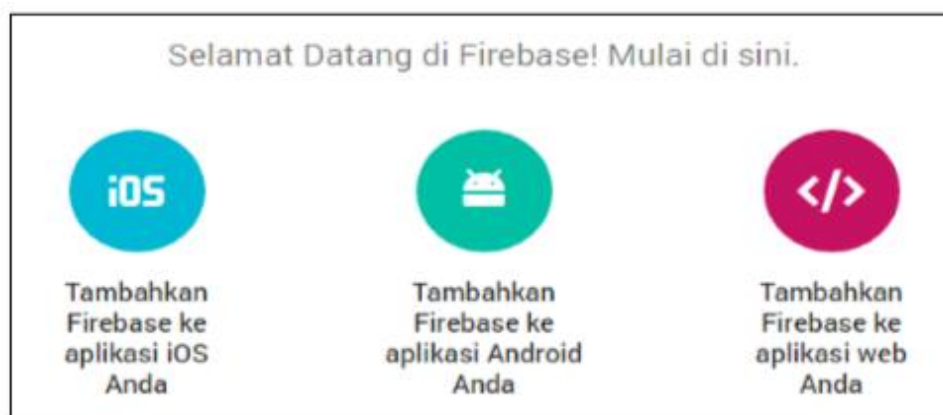 Selamat Datang di Firebase! Mulai di sini.
iOS
</>
Tambahkan
Firebase ke
aplikasi iOS
Anda
Tambahkan
Firebase ke
aplikasi Android
Anda
Tambahkan
Firebase ke
aplikasi web
Anda